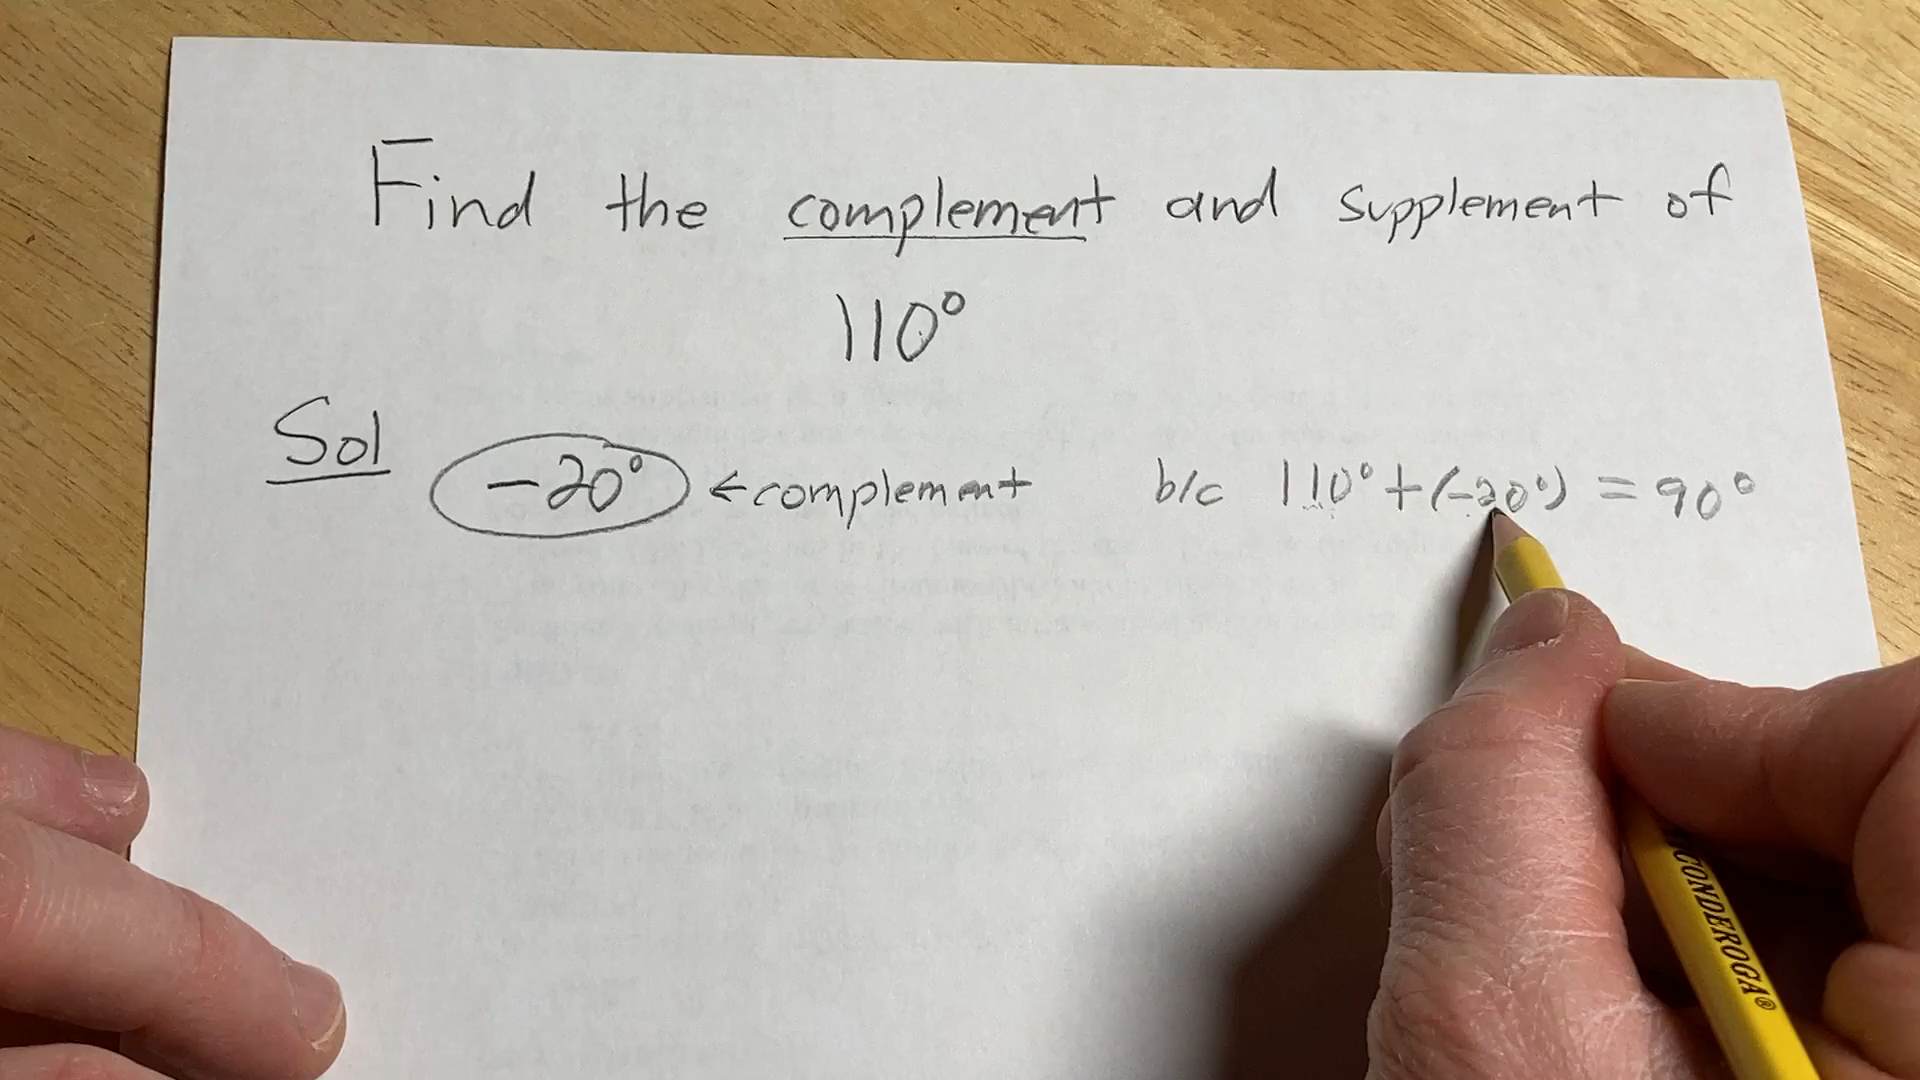 Find the complement and supplement of
110°
Sol
-20° ← complement b/c 110° + (-20°) = 90°
TICONDEROGA®